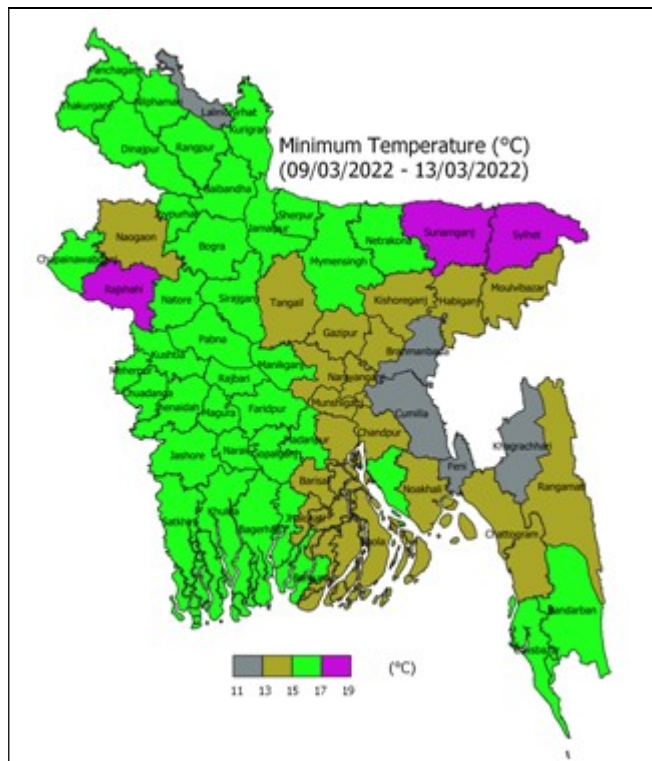 Panchagarh
Thakurganj
Nilphamari
Lalmonirhat
Kurigram
Dinajpur
Rangpur
Minimum Temperature (°C)
(09/03/2022 - 13/03/2022)
Gaibandha
Joypurhat
Sherpur
Jamalpur
Naogaon
Bogra
Netrakona
Sunamganj
Sylhet
Mymensingh
Chapainawabganj
Rajshahi
Natore
Sirajganj
Tangail
Kishoreganj
Habiganj
Moulvibazar
Gazipur
Pabna
Brahmanbaria
Kushtia
Meherpur
Manikganj
Narayanganj
Rajbari
Chuadanga
Jhenaidah
Magura
Faridpur
Munshiganj
Cumilla
Chandpur
Khagrachhari
Madaripur
Jashore
Narail
Gopalganj
Feni
Barisal
Noakhali
Rangamati
Satkhira
Khulna
Bagerhat
Jhalokati
Bhola
Chattogram
Bandarban
(°C)
11 13 15 17 19